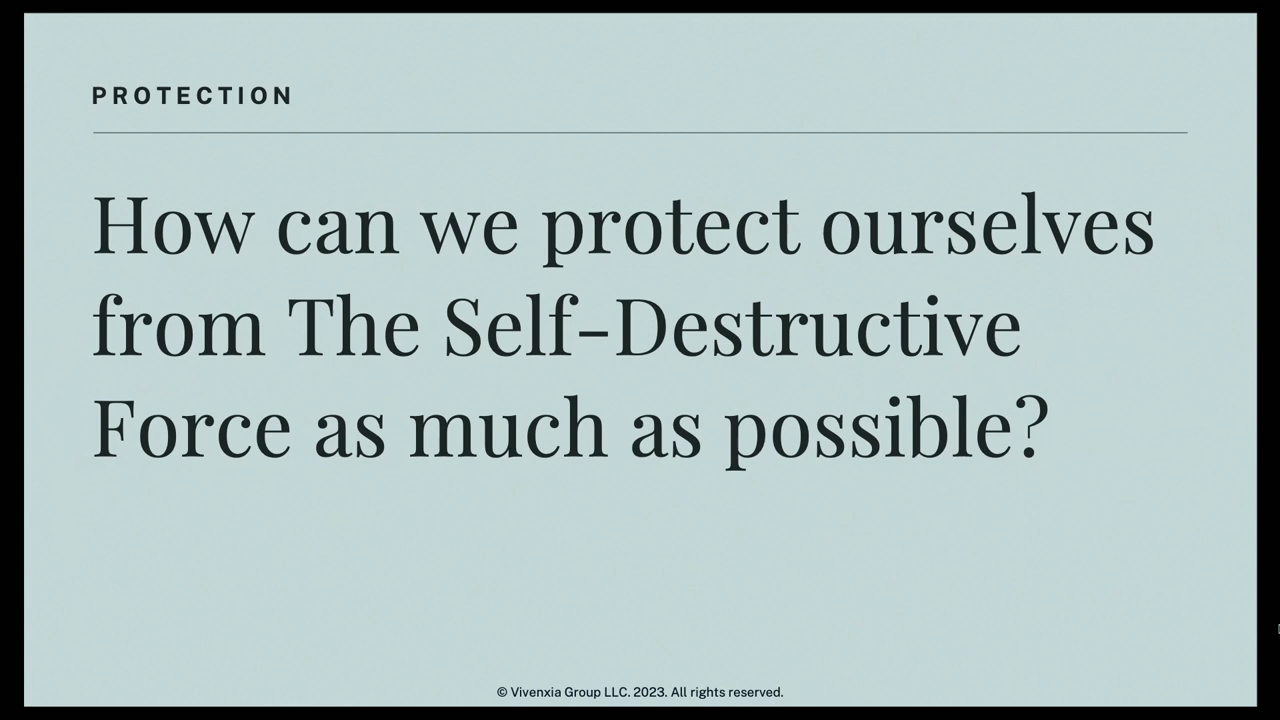 PROTECTION
How can we protect ourselves
from The Self-Destructive
Force as much as possible?
© Vivenxia Group LLC. 2023. All rights reserved.